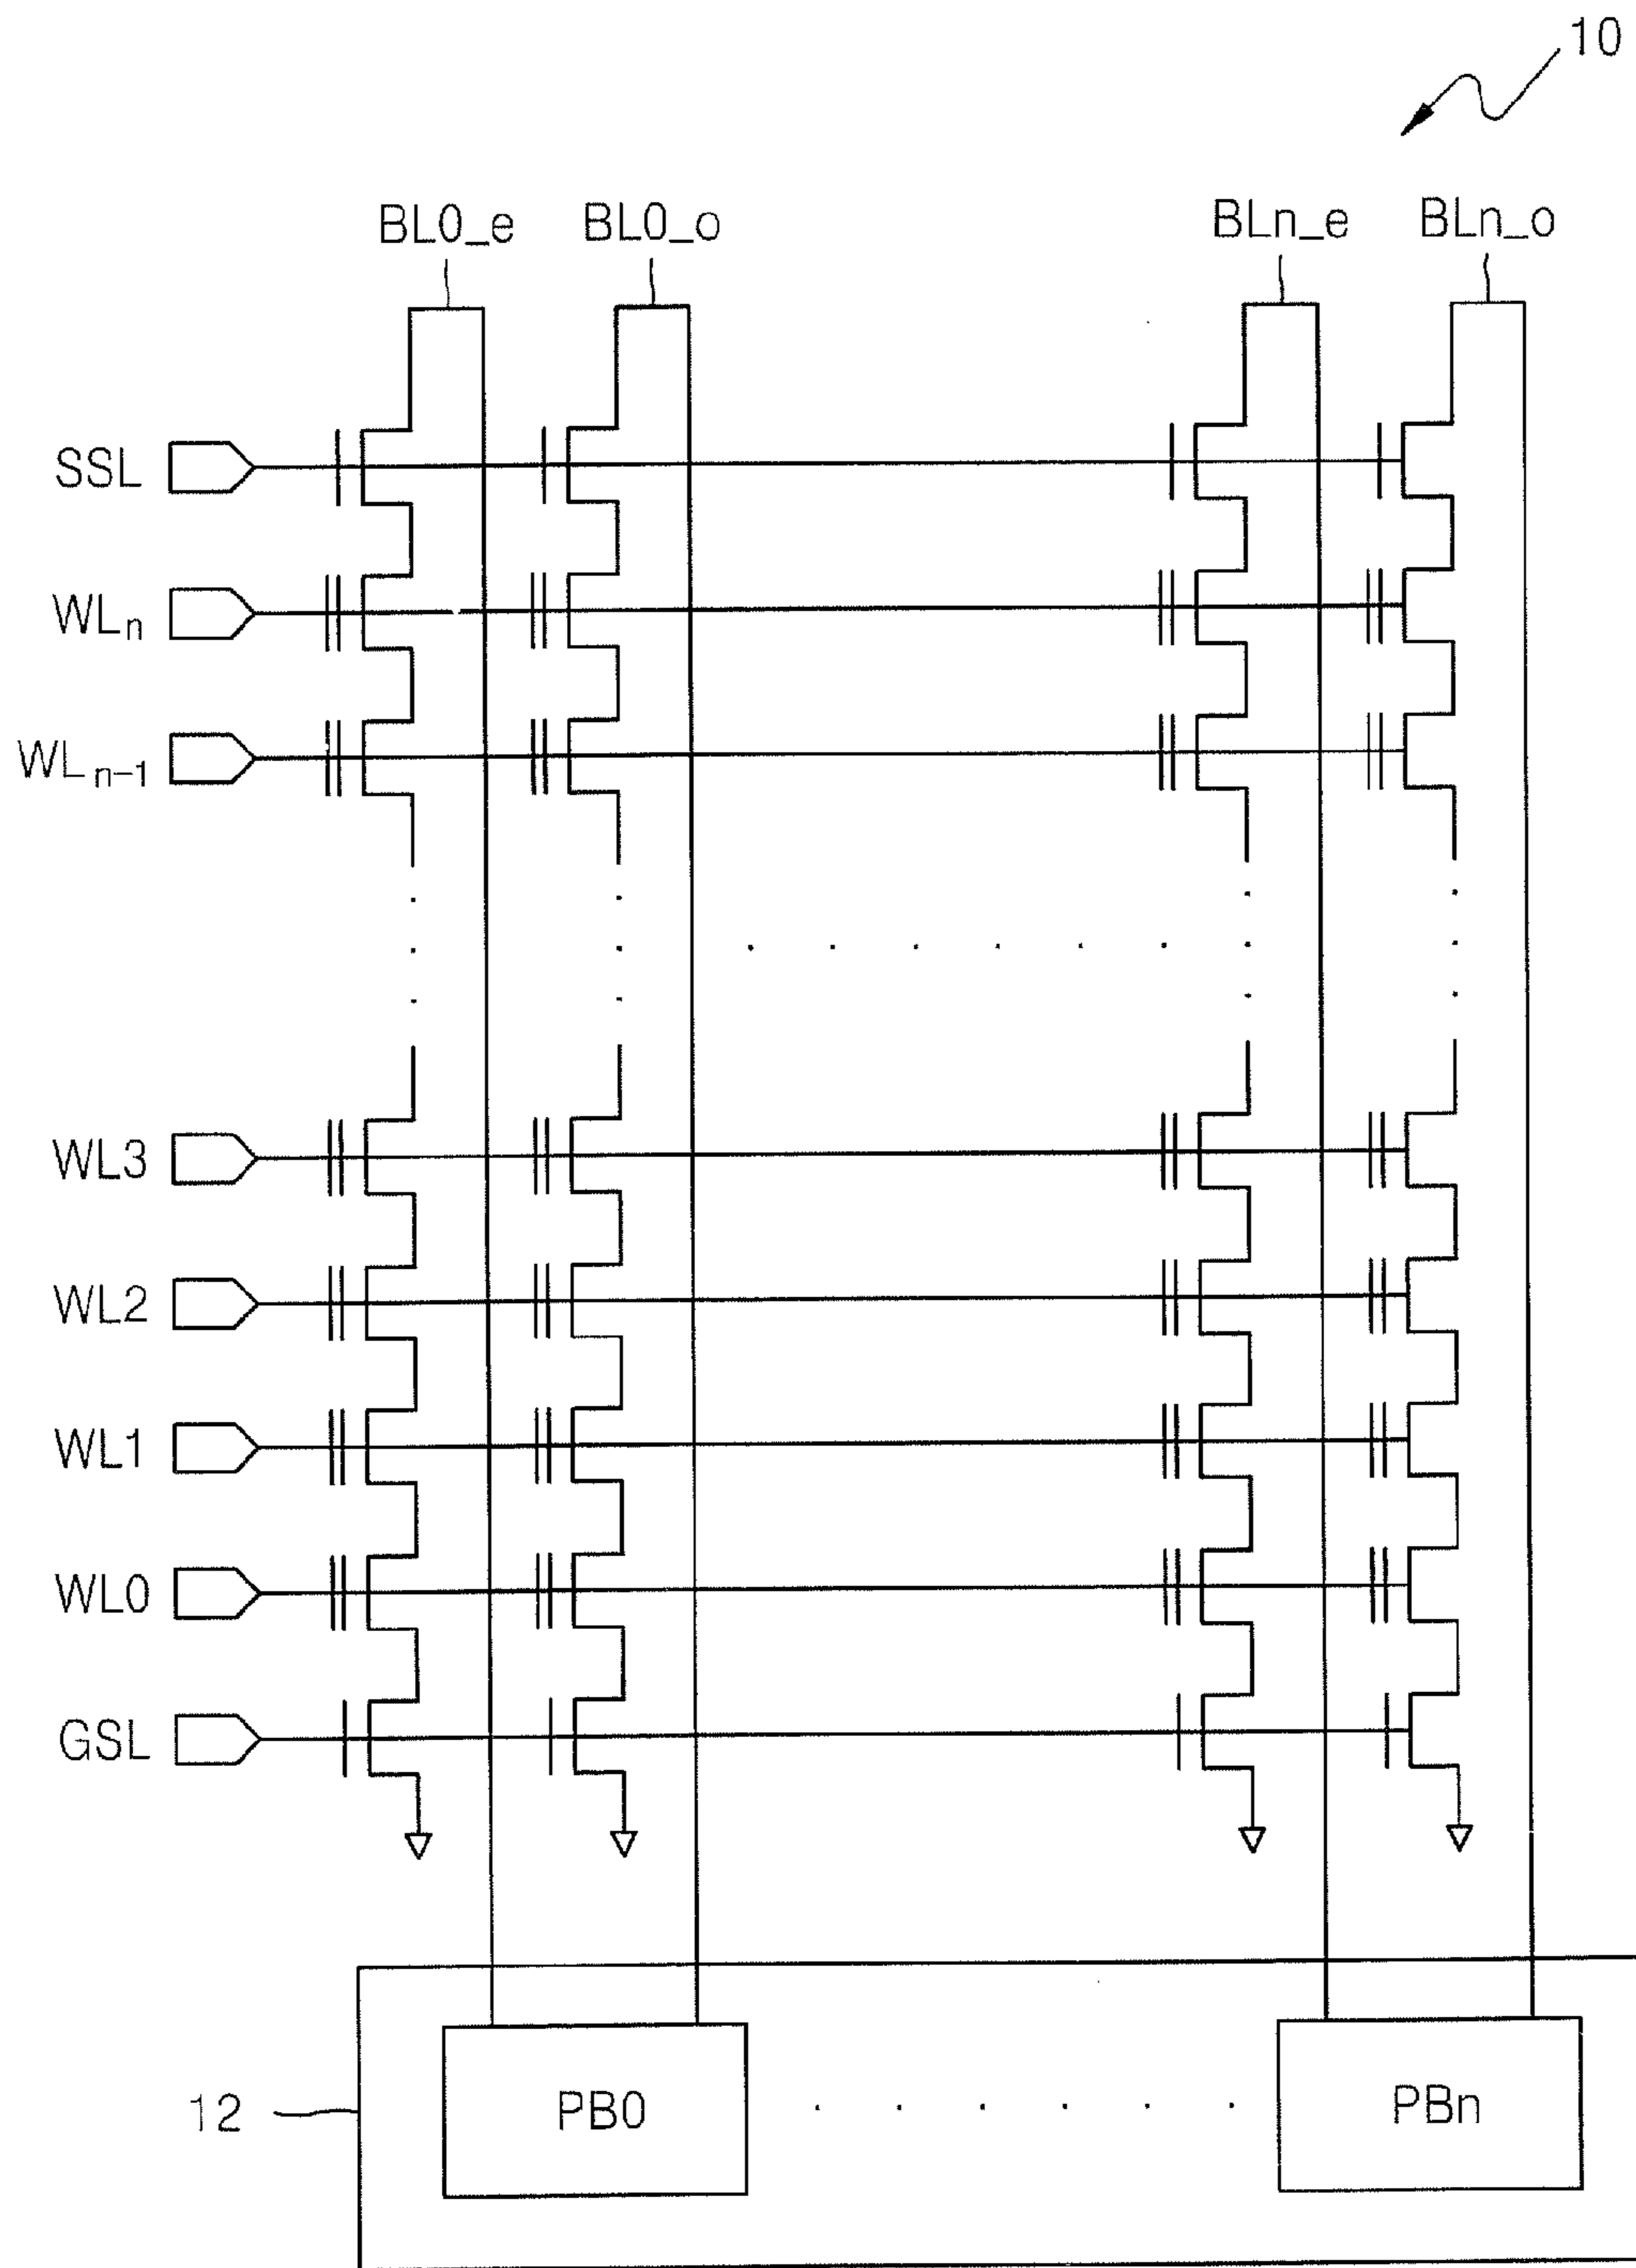 10
BL0_e BL0_o BLn_e BLn_o
SSL
WLn
WLn-1
WL3
WL2
WL1
WL0
GSL
12 PB0 PBn